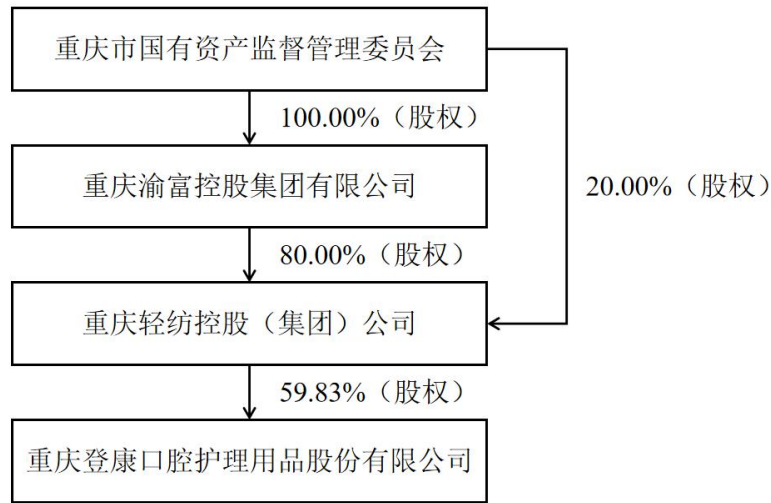 重庆市国有资产监督管理委员会
100.00%（股权）
重庆渝富控股集团有限公司
20.00%（股权）
80.00%（股权）
重庆轻纺控股（集团）公司
59.83%（股权）
重庆登康口腔护理用品股份有限公司